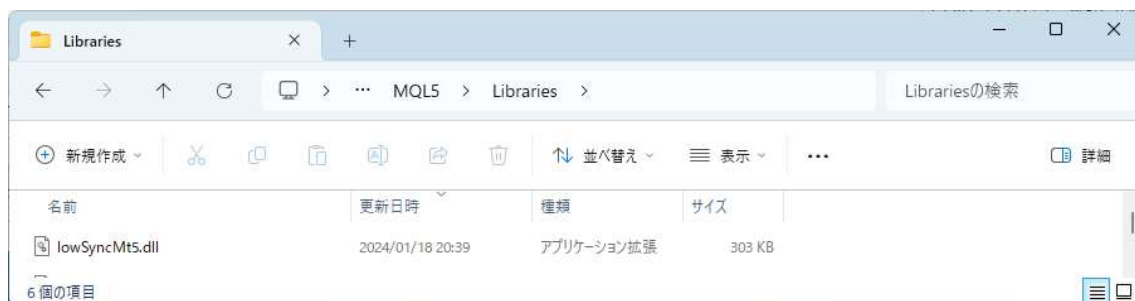 Libraries
MQL5 > Libraries >
Librariesの検索
新規作成
並べ替え
表示
詳細
名前
更新日時
種類
サイズ
lowSyncMt5.dll
2024/01/18 20:39
アプリケーション拡張
303 KB
6 個の項目